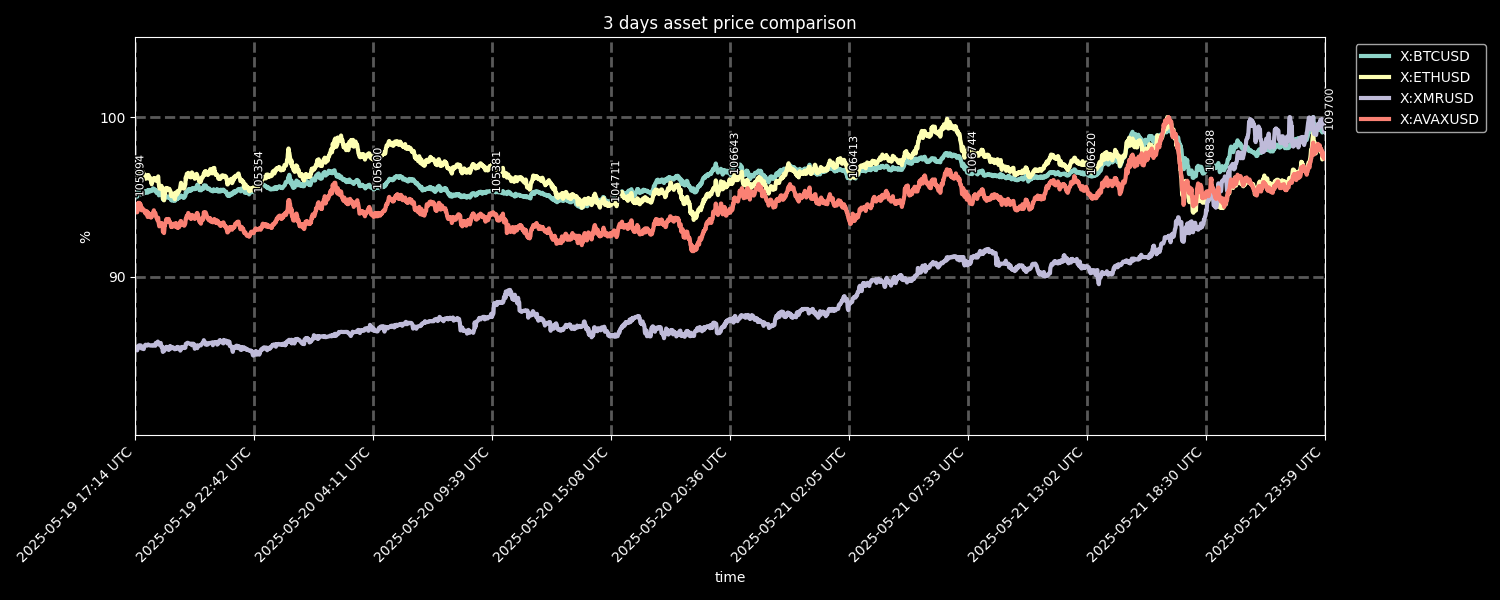 3 days asset price comparison
X:BTCUSD
X:ETHUSD
X:XMRUSD
X:AVAXUSD
100
90
%
105094
105354
105600
105381
104711
106643
106413
106744
106620
106838
109700
2025-05-19 17:14 UTC
2025-05-19 22:42 UTC
2025-05-20 04:11 UTC
2025-05-20 09:39 UTC
2025-05-20 15:08 UTC
2025-05-20 20:36 UTC
2025-05-21 02:05 UTC
2025-05-21 07:33 UTC
2025-05-21 13:02 UTC
2025-05-21 18:30 UTC
2025-05-21 23:59 UTC
time